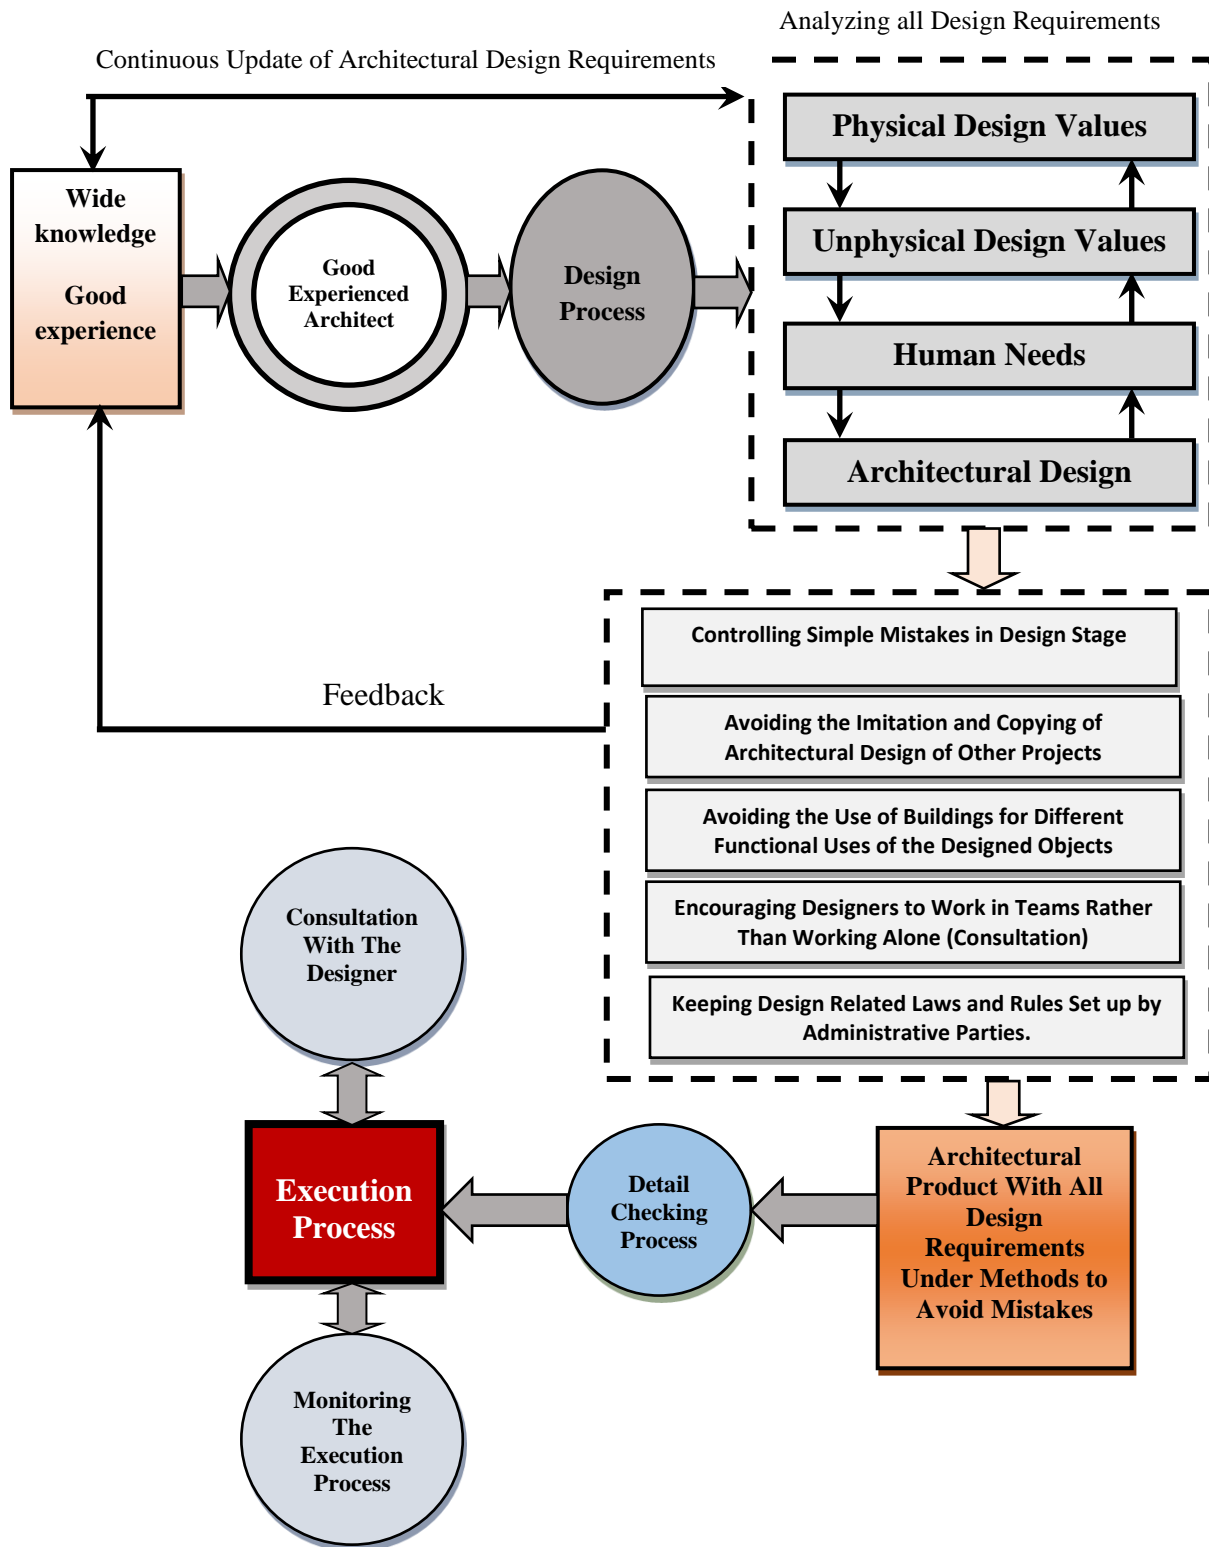 Analyzing all Design Requirements
Continuous Update of Architectural Design Requirements
Wide
knowledge
Good
experience
Good
Experienced
Architect
Design
Process
Physical Design Values
Unphysical Design Values
Human Needs
Architectural Design
Controlling Simple Mistakes in Design Stage
Avoiding the Imitation and Copying of
Architectural Design of Other Projects
Avoiding the Use of Buildings for Different
Functional Uses of the Designed Objects
Encouraging Designers to Work in Teams Rather
Than Working Alone (Consultation)
Keeping Design Related Laws and Rules Set up by
Administrative Parties.
Feedback
Architectural
Product With All
Design
Requirements
Under Methods to
Avoid Mistakes
Detail
Checking
Process
Execution
Process
Consultation
With The
Designer
Monitoring
The
Execution
Process